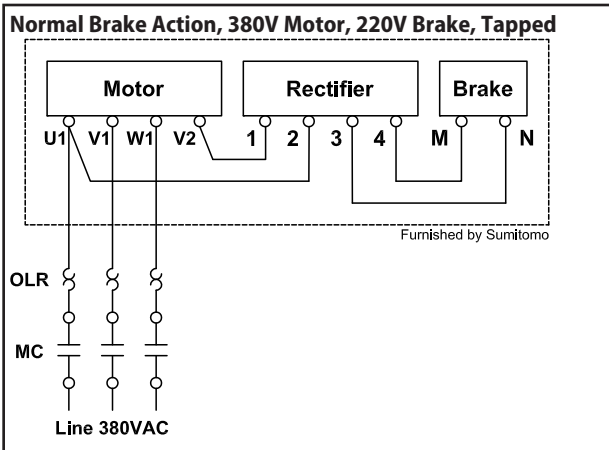 Normal Brake Action, 380V Motor, 220V Brake, Tapped
Motor Rectifier Brake
U1 V1 W1 V2 1 2 3 4 M N
Furnished by Sumitomo
OLR
MC
Line 380VAC